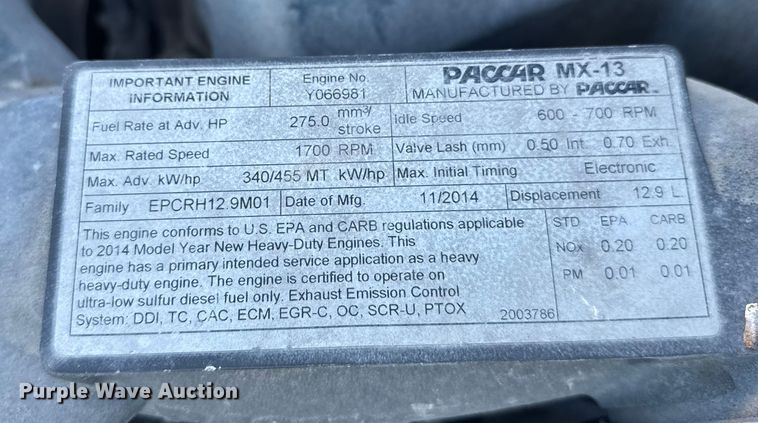 IMPORTANT ENGINE INFORMATION
Engine No. Y066981
PACCAR MX-13
MANUFACTURED BY PACCAR
Fuel Rate at Adv. HP 275.0 mm³/stroke
Idle Speed 600 - 700 RPM
Max. Rated Speed 1700 RPM
Valve Lash (mm) 0.50 Int. 0.70 Exh.
Max. Adv. kW/hp 340/455 MT kW/hp
Max. Initial Timing Electronic
Family EPCRH12.9M01
Date of Mfg. 11/2014
Displacement 12.9 L
This engine conforms to U.S. EPA and CARB regulations applicable
to 2014 Model Year New Heavy-Duty Engines. This
engine has a primary intended service application as a heavy
heavy-duty engine. The engine is certified to operate on
ultra-low sulfur diesel fuel only. Exhaust Emission Control
System: DDI, TC, CAC, ECM, EGR-C, OC, SCR-U, PTOX
2003786
STD EPA CARB
NOx 0.20 0.20
PM 0.01 0.01
Purple Wave Auction